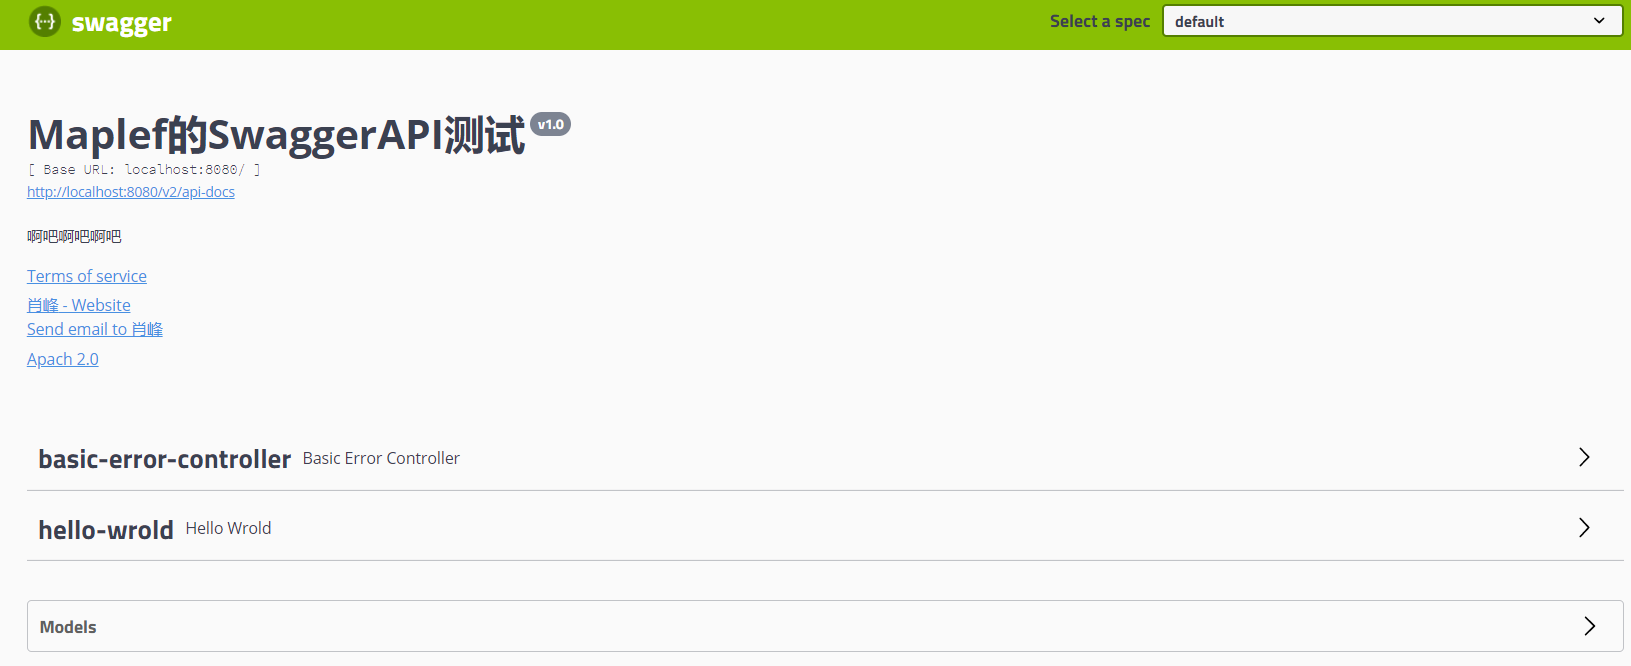 {··} swagger
Select a spec default
Maplef的SwaggerAPI测试 v1.0
[ Base URL: localhost:8080/ ]
http://localhost:8080/v2/api-docs
啊吧啊吧啊吧
Terms of service
肖峰 - Website
Send email to 肖峰
Apach 2.0
basic-error-controller Basic Error Controller
hello-wrold Hello Wrold
Models